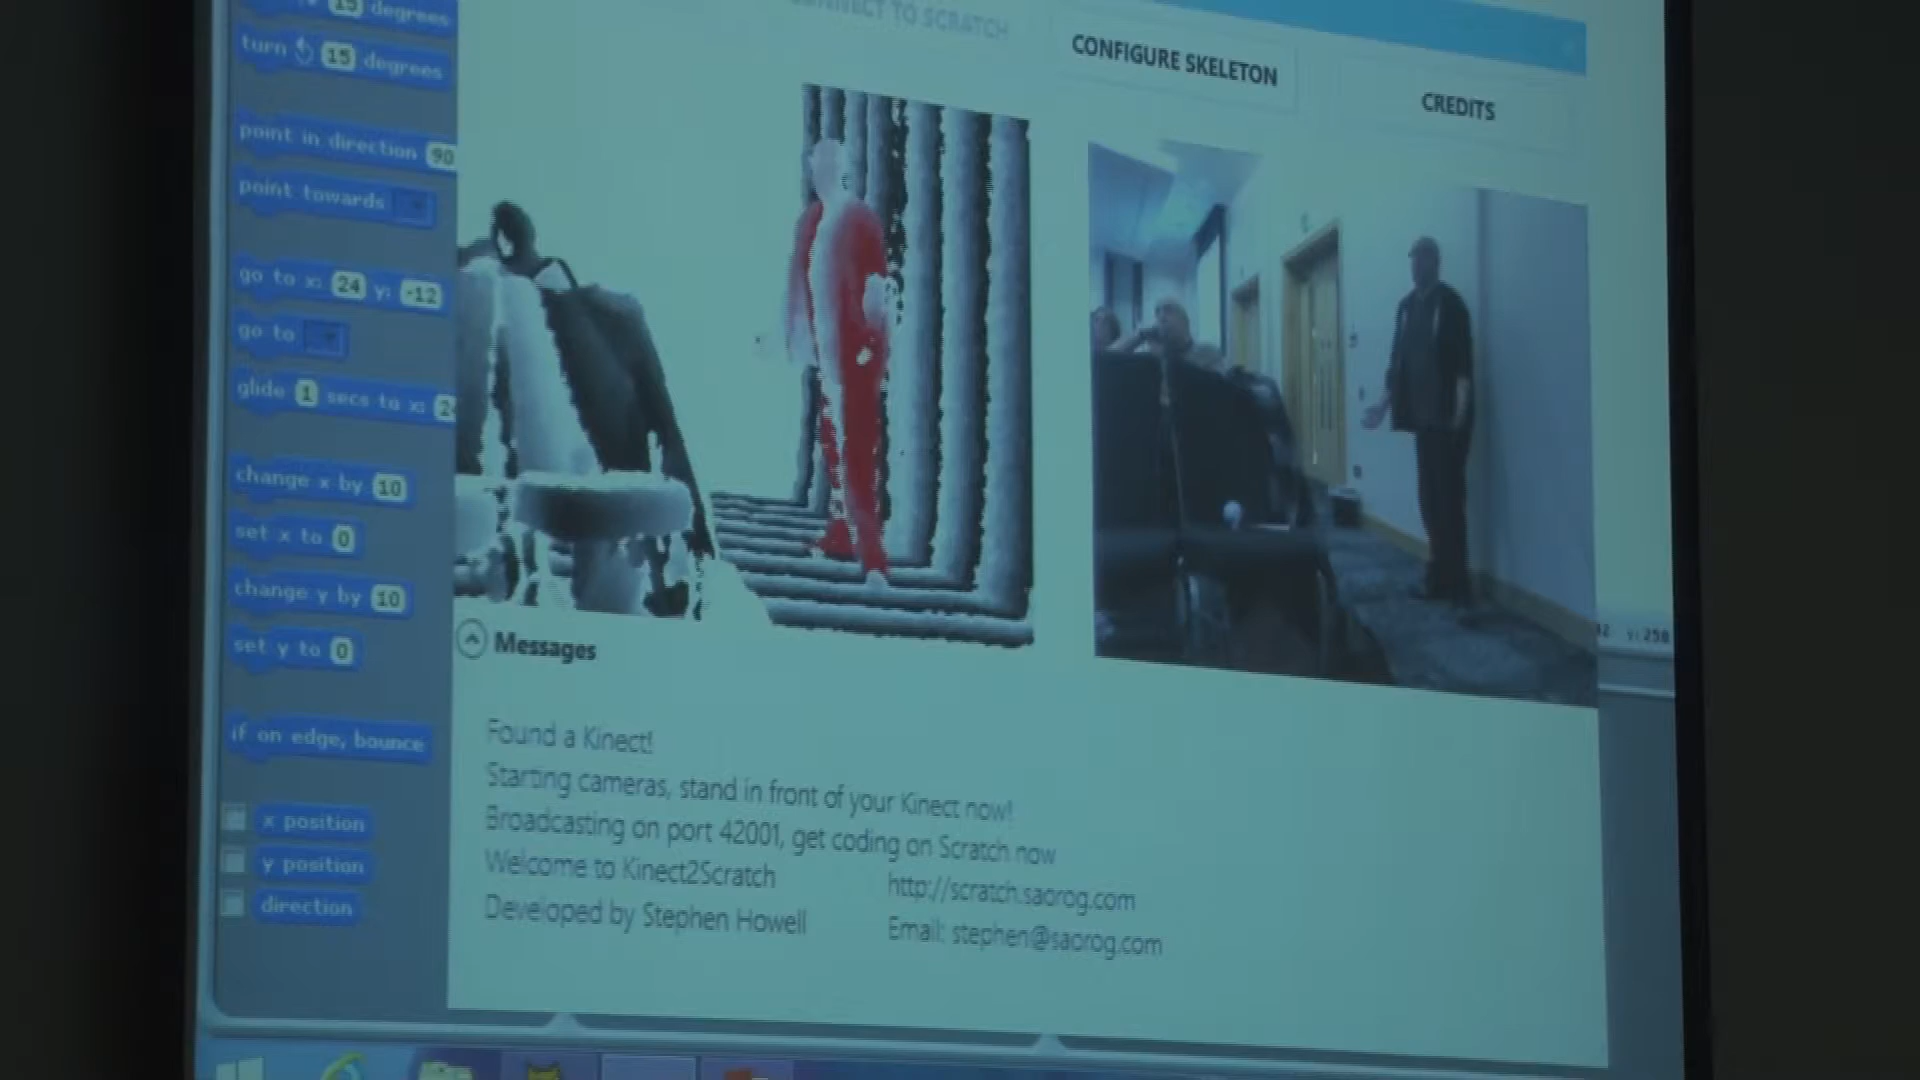 15 degrees
turn 15 degrees
point in direction 90
point towards
go to x: 24 y: -12
go to
glide 1 secs to x:
change x by 10
set x to 0
change y by 10
set y to 0
if on edge, bounce
x position
y position
direction
CONNECT TO SCRATCH
CONFIGURE SKELETON
CREDITS
y: 258
Messages
Found a Kinect!
Starting cameras, stand in front of your Kinect now!
Broadcasting on port 42001, get coding on Scratch now
Welcome to Kinect2Scratch
http://scratch.saorog.com
Developed by Stephen Howell
Email: stephen@saorog.com